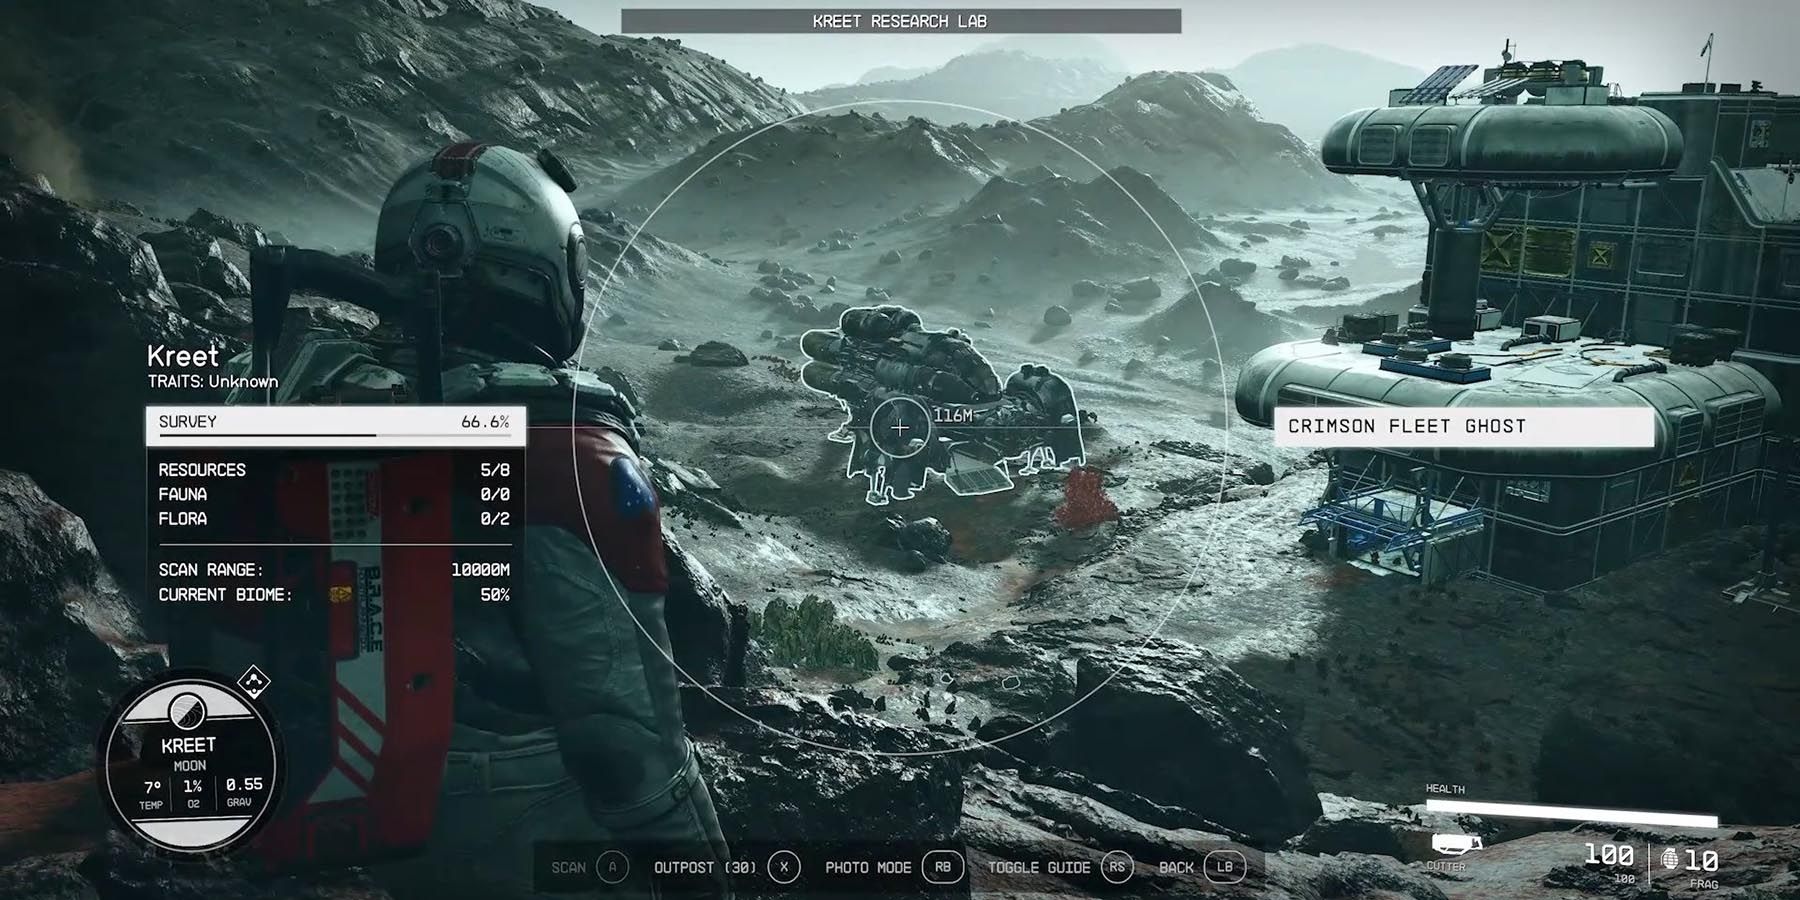 KREET RESEARCH LAB
Kreet
TRAITS: Unknown
SURVEY 66.6%
RESOURCES 5/8
FAUNA 0/0
FLORA 0/2
SCAN RANGE: 10000M
CURRENT BIOME: 50%
116M
CRIMSON FLEET GHOST
BRACE
KREET
MOON
7° 1% 0.55
TEMP O2 GRAV
HEALTH
CUTTER
100 10
100 FRAG
SCAN A OUTPOST (30) X PHOTO MODE RB TOGGLE GUIDE RS BACK LB